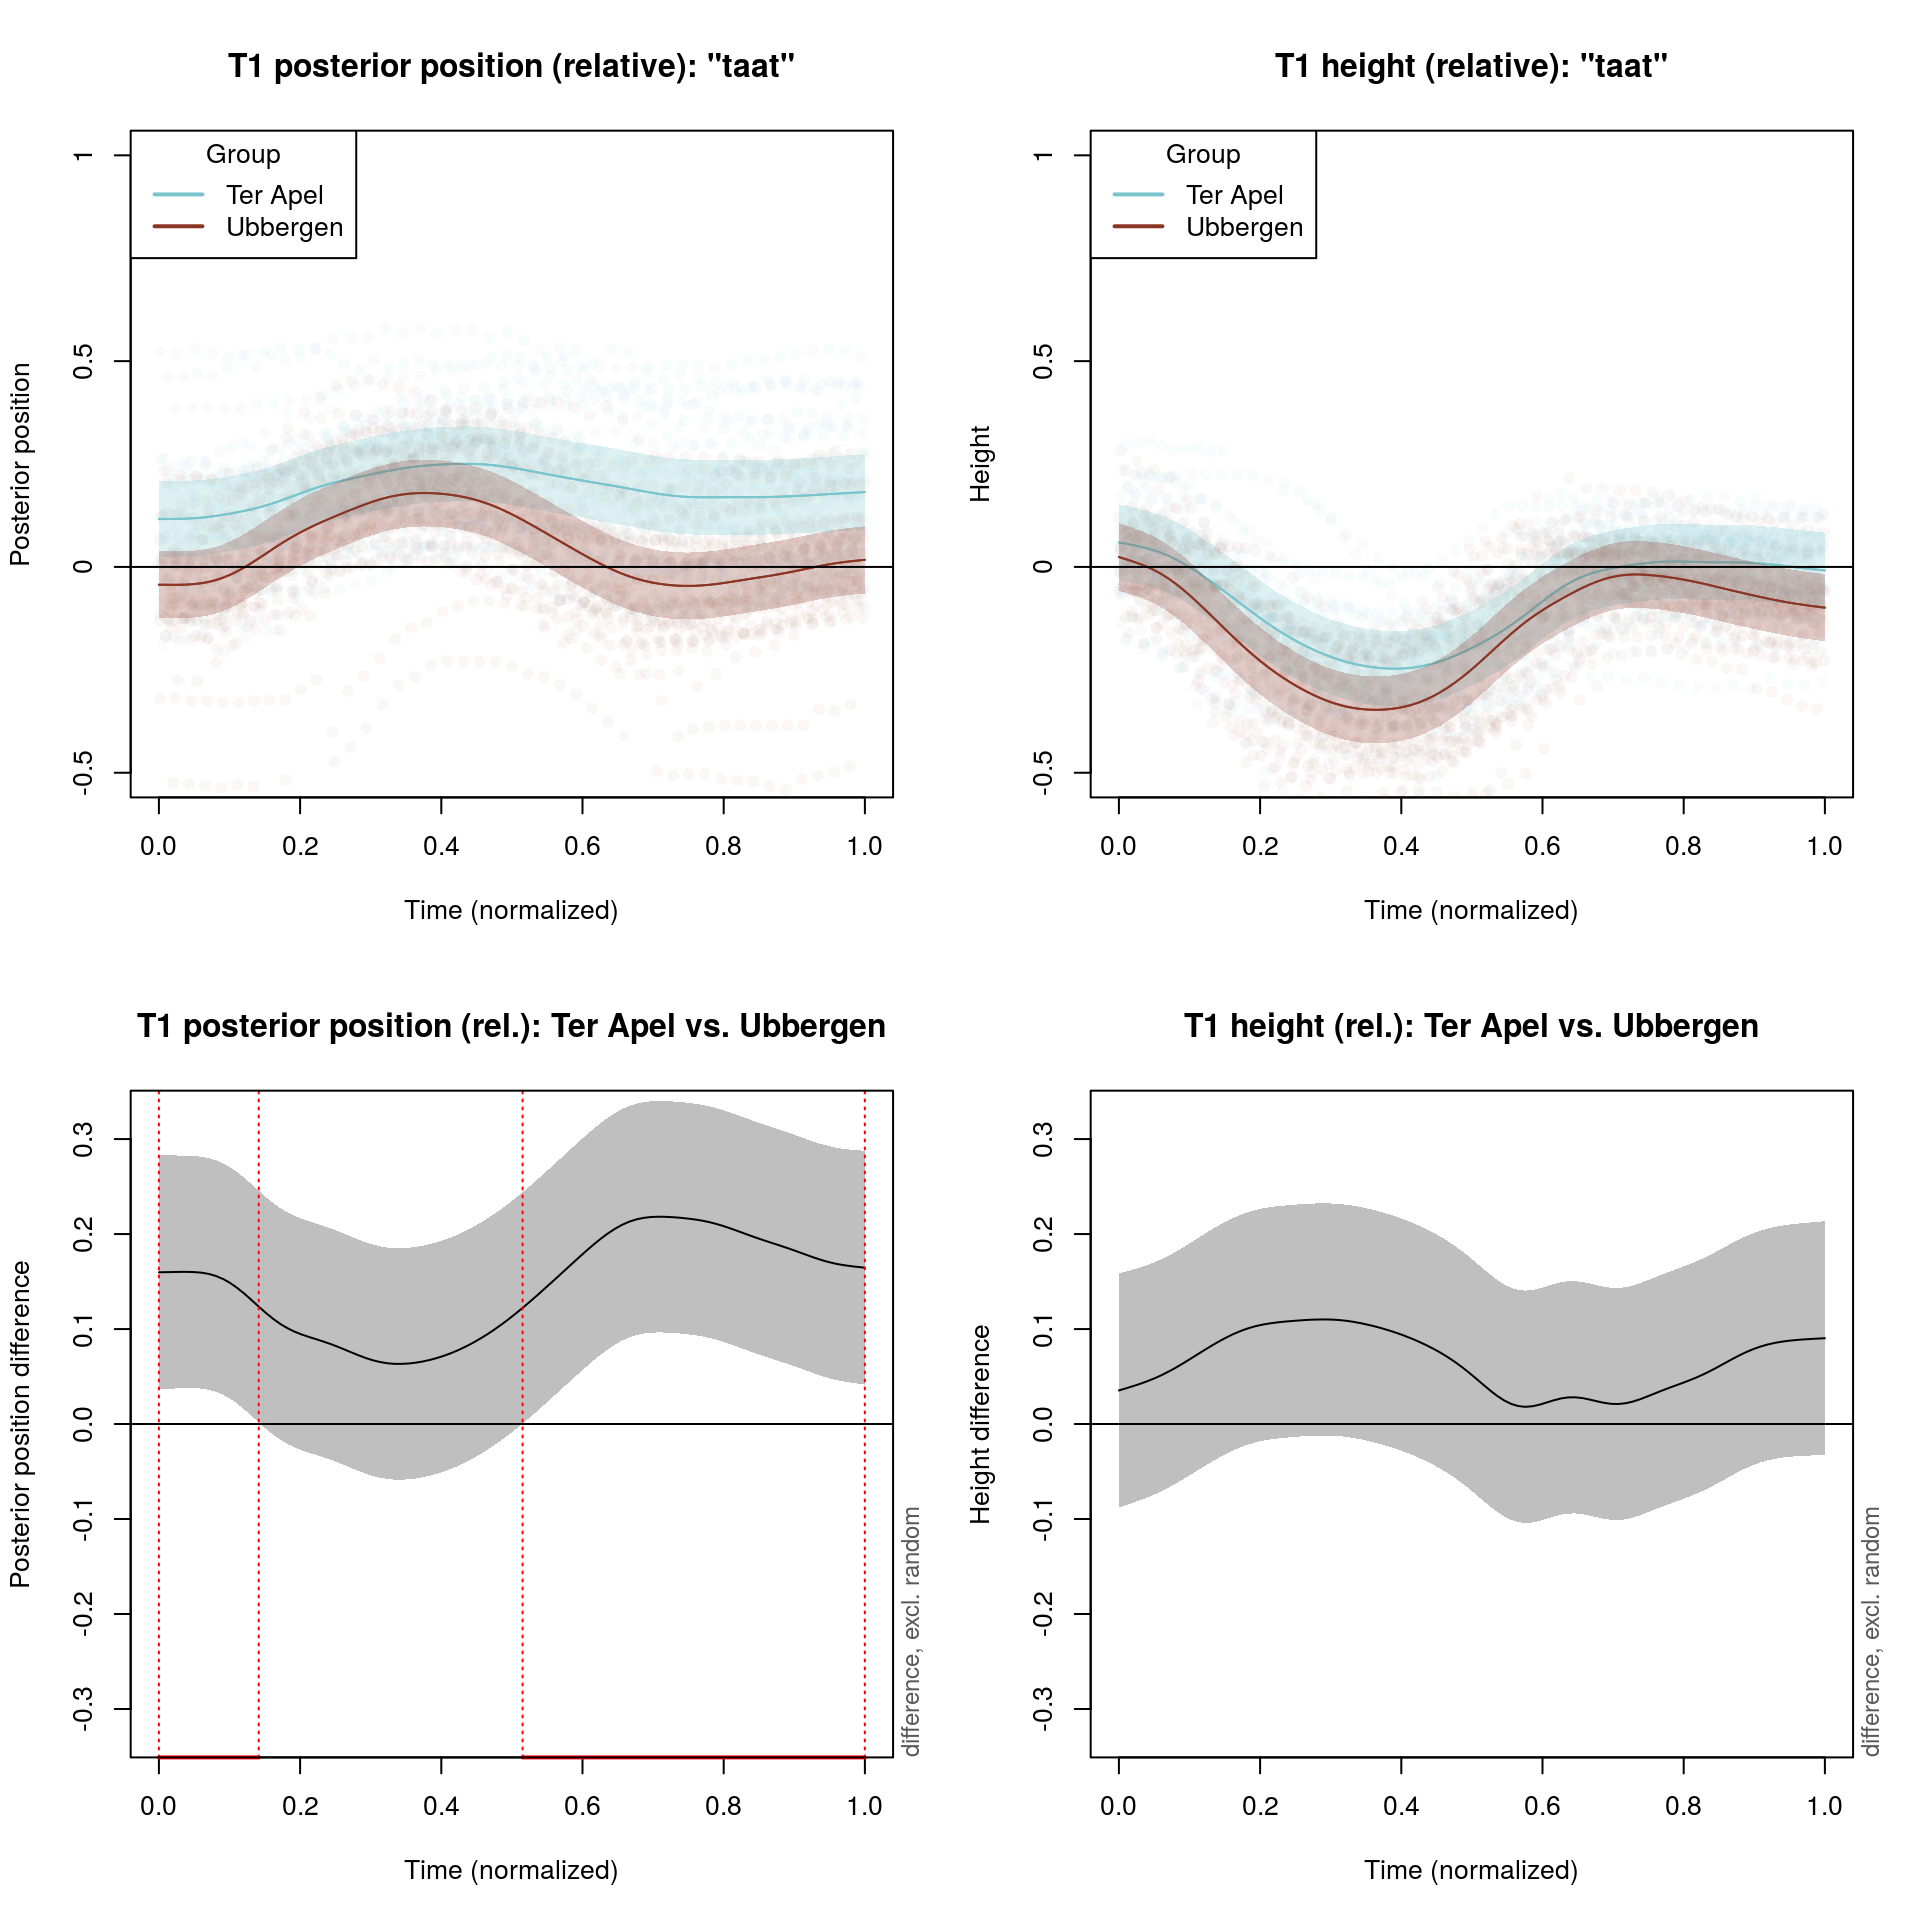 T1 posterior position (relative): "taat"
Group
Ter Apel
Ubbergen
Posterior position
1
0.5
0
-0.5
0.0 0.2 0.4 0.6 0.8 1.0
Time (normalized)
T1 height (relative): "taat"
Group
Ter Apel
Ubbergen
Height
1
0.5
0
-0.5
0.0 0.2 0.4 0.6 0.8 1.0
Time (normalized)
T1 posterior position (rel.): Ter Apel vs. Ubbergen
Posterior position difference
0.3
0.2
0.1
0.0
-0.1
-0.2
-0.3
0.0 0.2 0.4 0.6 0.8 1.0
Time (normalized)
difference, excl. random
T1 height (rel.): Ter Apel vs. Ubbergen
Height difference
0.3
0.2
0.1
0.0
-0.1
-0.2
-0.3
0.0 0.2 0.4 0.6 0.8 1.0
Time (normalized)
difference, excl. random